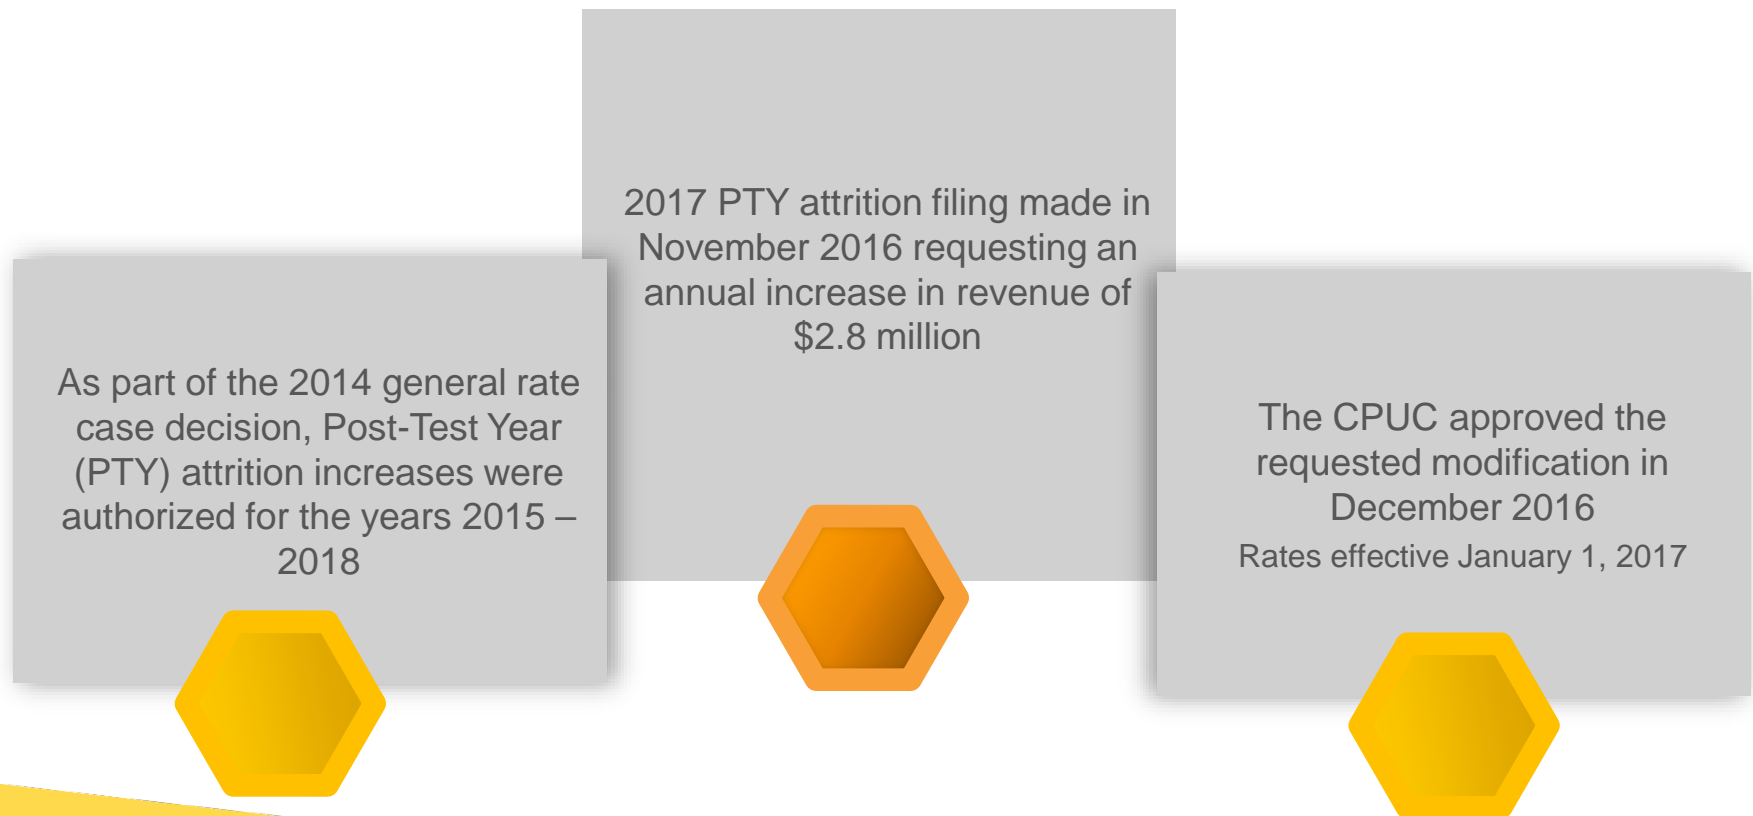 As part of the 2014 general rate
case decision, Post-Test Year
(PTY) attrition increases were
authorized for the years 2015 –
2018
2017 PTY attrition filing made in
November 2016 requesting an
annual increase in revenue of
$2.8 million
The CPUC approved the
requested modification in
December 2016
Rates effective January 1, 2017